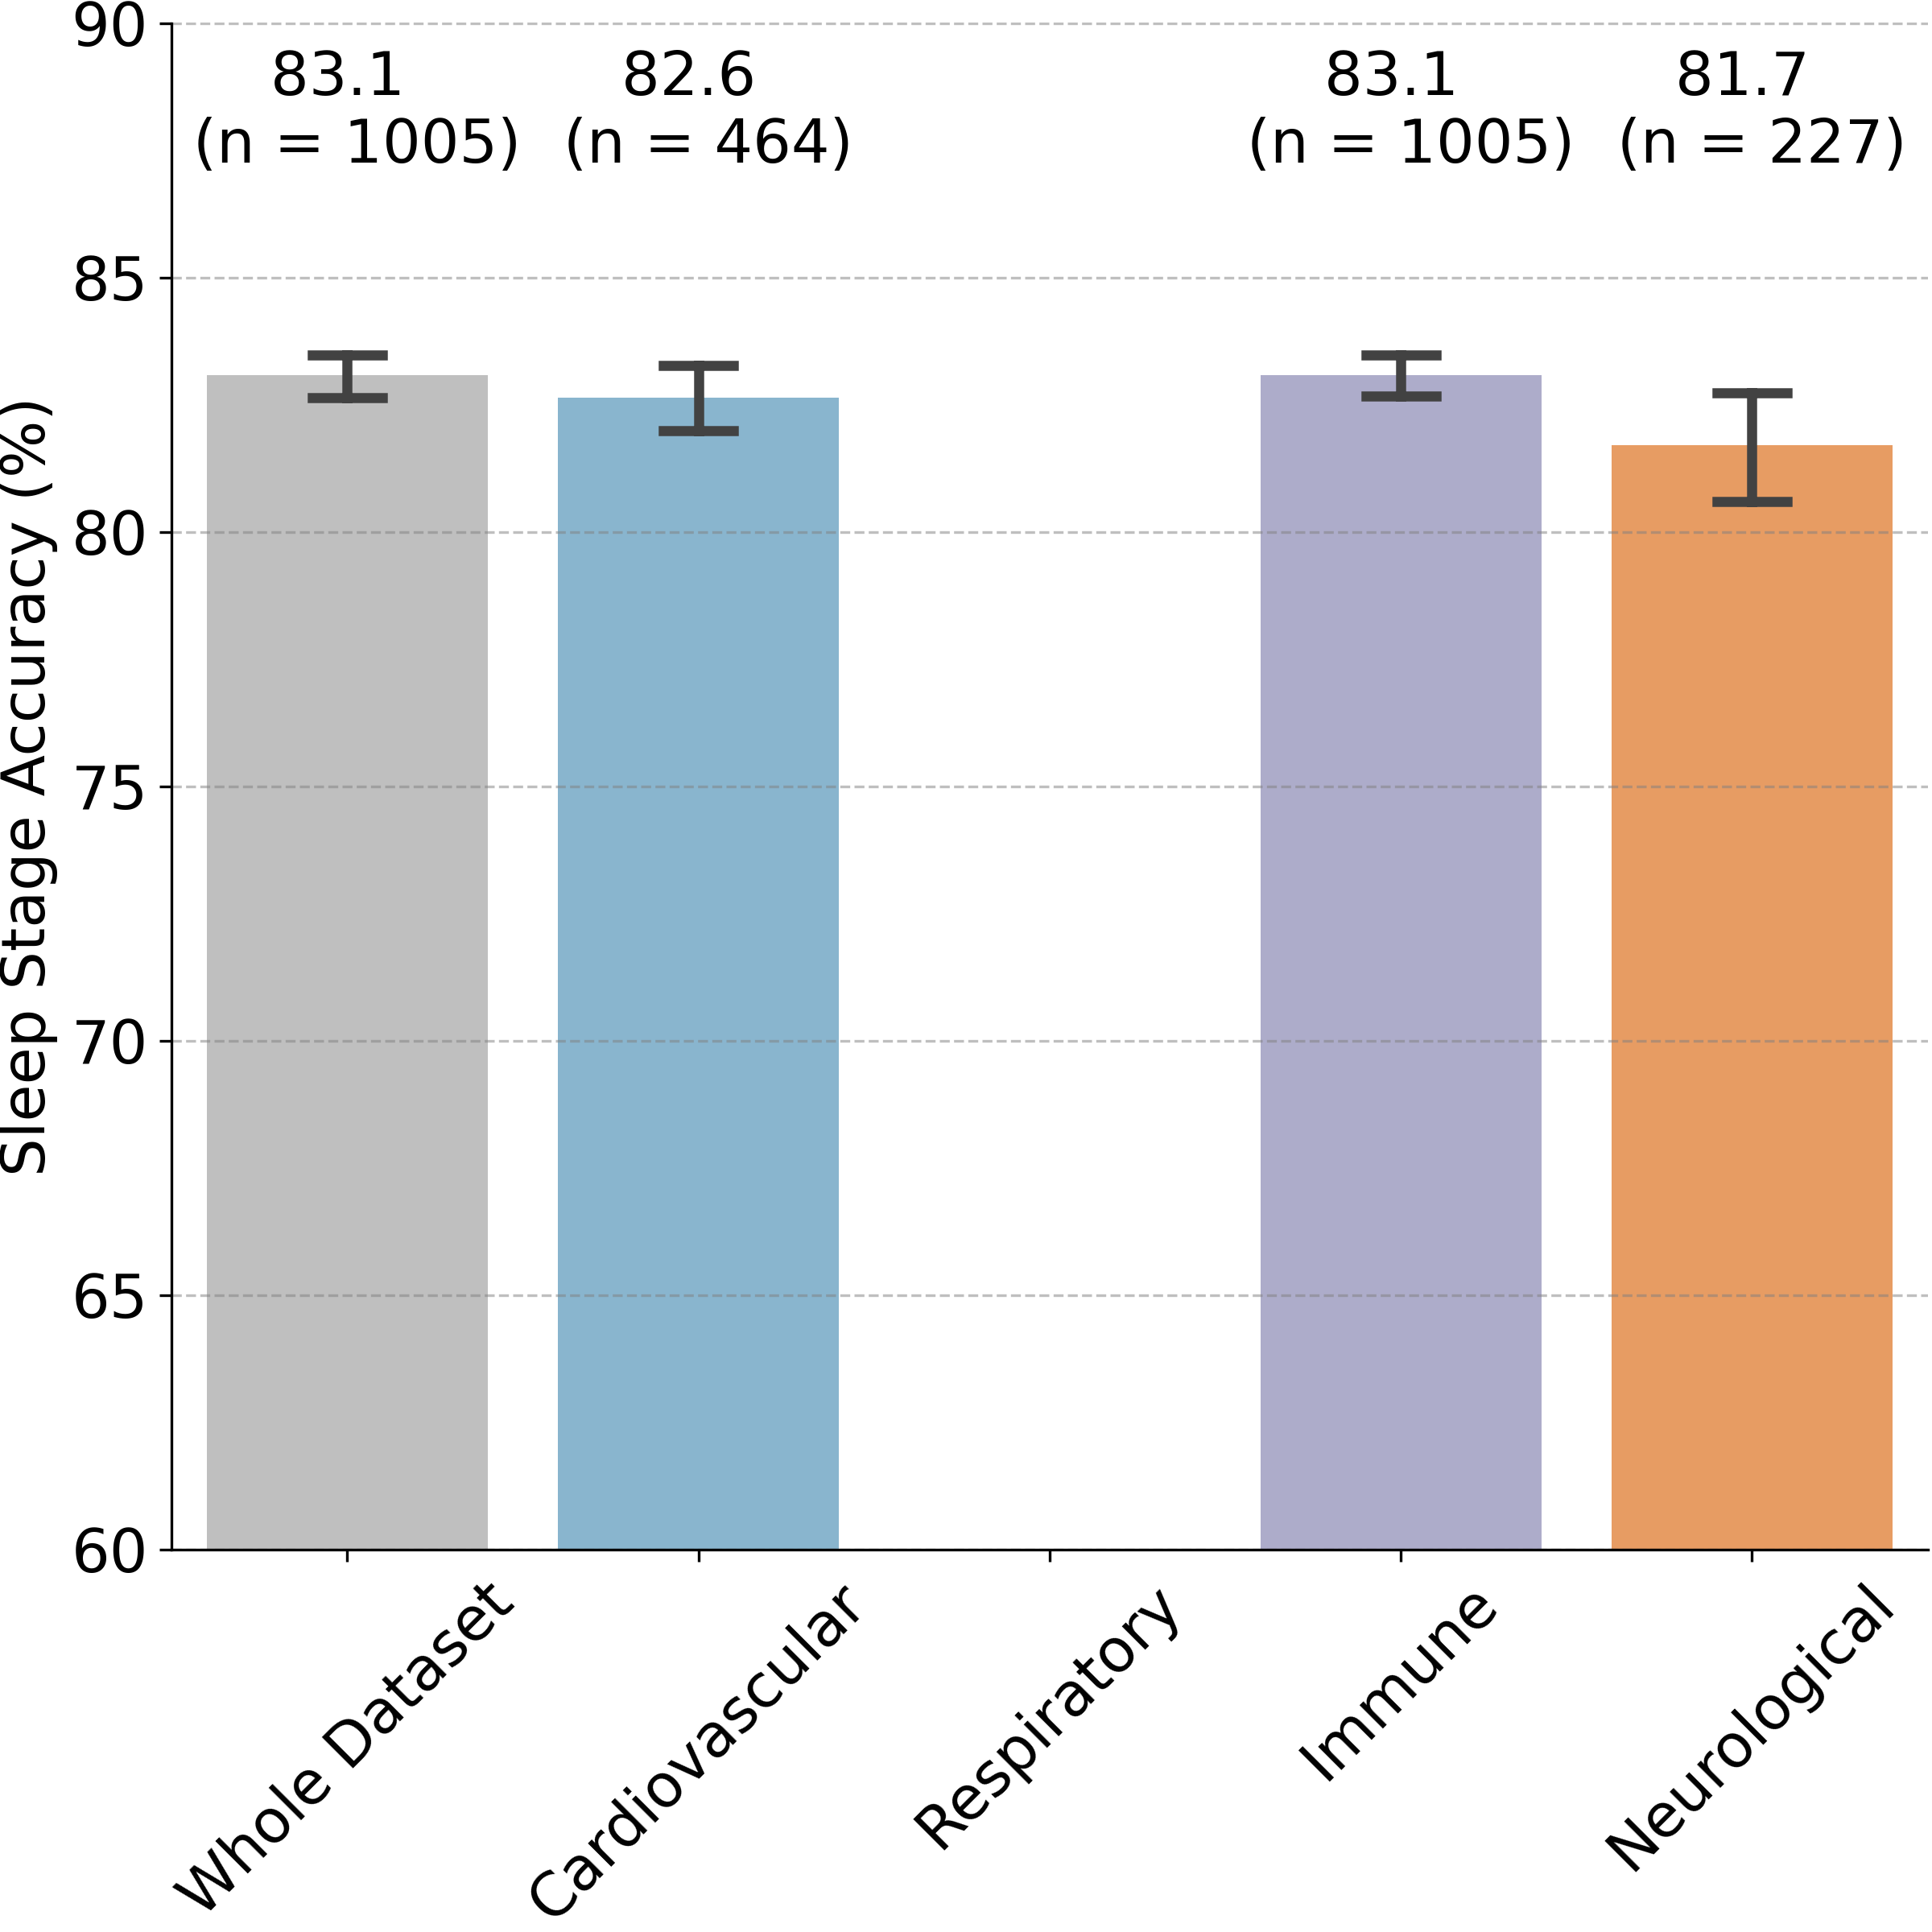 90
85
80
75
70
65
60
Sleep Stage Accuracy (%)
83.1
(n = 1005)
82.6
(n = 464)
83.1
(n = 1005)
81.7
(n = 227)
Whole Dataset
Cardiovascular
Respiratory
Immune
Neurological